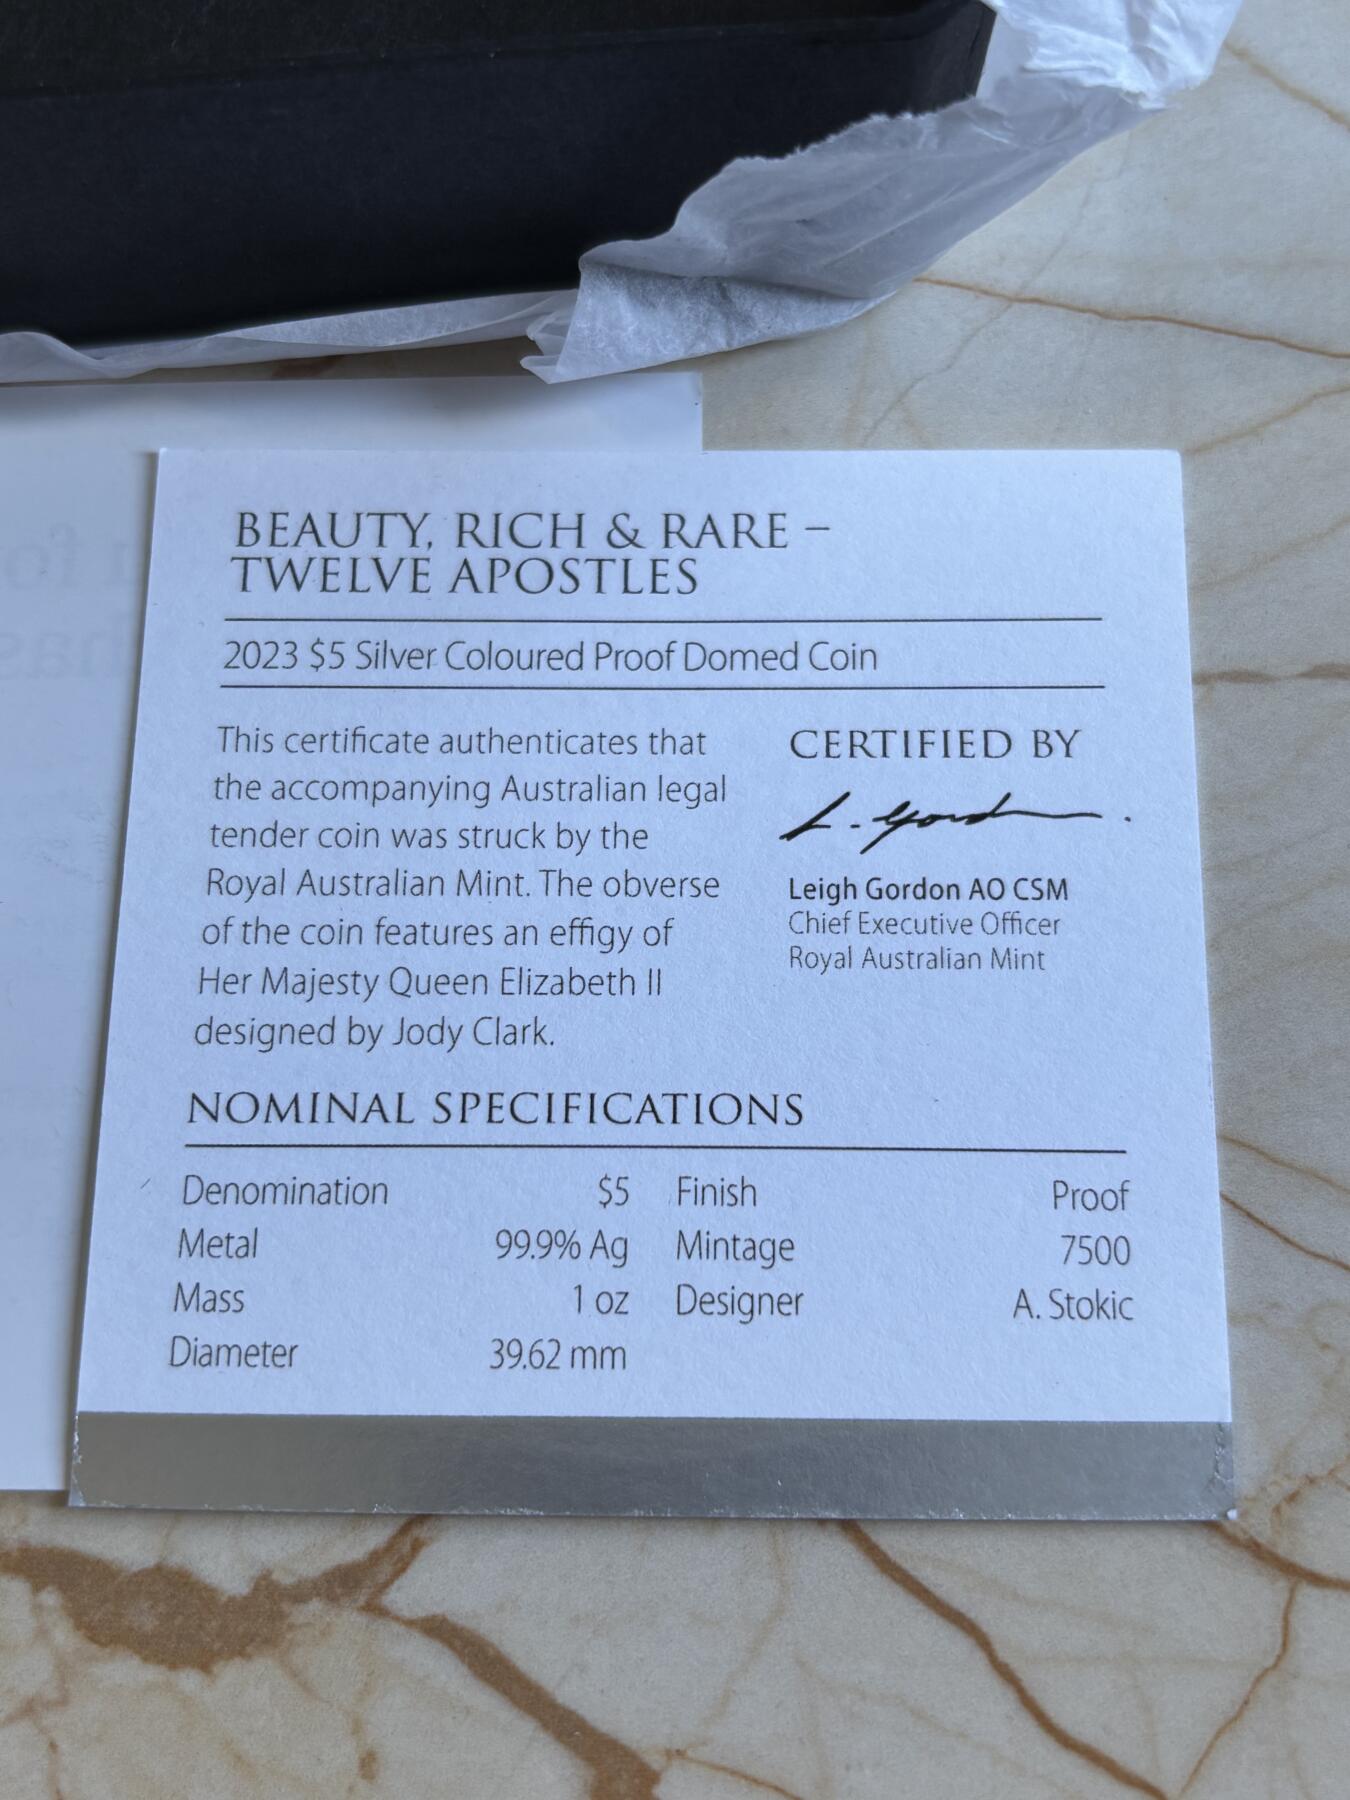 BEAUTY, RICH & RARE –
TWELVE APOSTLES
2023 $5 Silver Coloured Proof Domed Coin
This certificate authenticates that
the accompanying Australian legal
tender coin was struck by the
Royal Australian Mint. The obverse
of the coin features an effigy of
Her Majesty Queen Elizabeth II
designed by Jody Clark.
CERTIFIED BY
L. Gordon
Leigh Gordon AO CSM
Chief Executive Officer
Royal Australian Mint
NOMINAL SPECIFICATIONS
Denomination $5 Finish Proof
Metal 99.9% Ag Mintage 7500
Mass 1 oz Designer A. Stokic
Diameter 39.62 mm